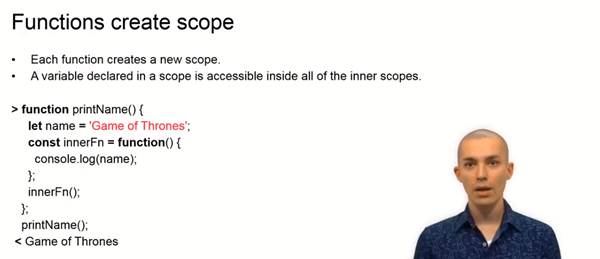 Functions create scope
• Each function creates a new scope.
• A variable declared in a scope is accessible inside all of the inner scopes.
> function printName() {
let name = 'Game of Thrones';
const innerFn = function() {
console.log(name);
};
innerFn();
};
printName();
< Game of Thrones